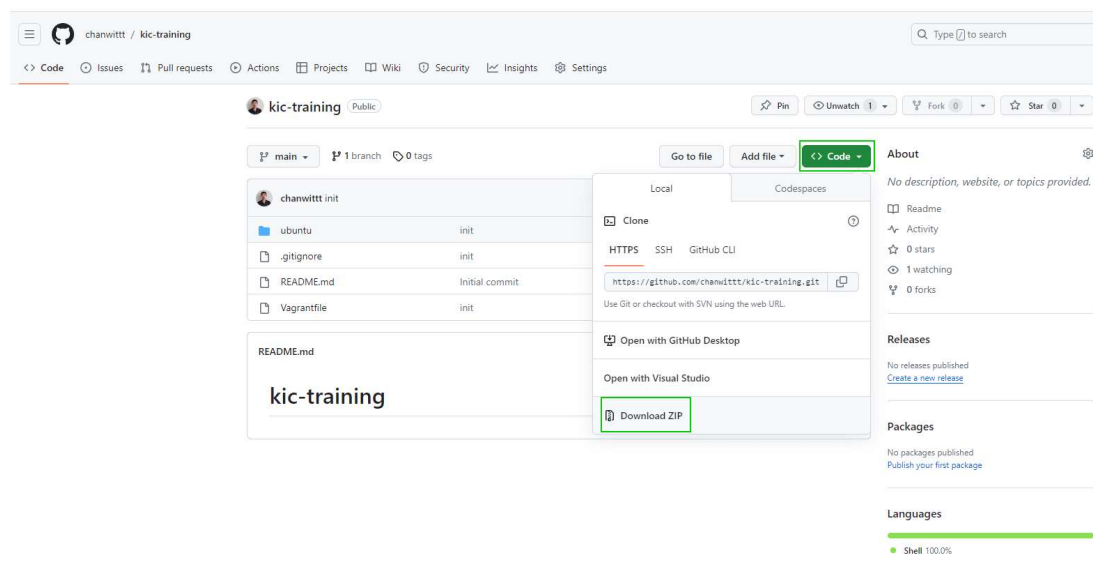 chanwittt / kic-training
Type / to search
<> Code Issues Pull requests Actions Projects Wiki Security Insights Settings
kic-training Public
Pin Unwatch 1 Fork 0 Star 0
main 1 branch 0 tags
Go to file Add file <> Code
chanwittt init
ubuntu init
.gitignore init
README.md Initial commit
Vagrantfile init
README.md
kic-training
Local Codespaces
Clone
HTTPS SSH GitHub CLI
https://github.com/chanwittt/kic-training.git
Use Git or checkout with SVN using the web URL.
Open with GitHub Desktop
Open with Visual Studio
Download ZIP
About
No description, website, or topics provided.
Readme
Activity
0 stars
1 watching
0 forks
Releases
No releases published
Create a new release
Packages
No packages published
Publish your first package
Languages
Shell 100.0%